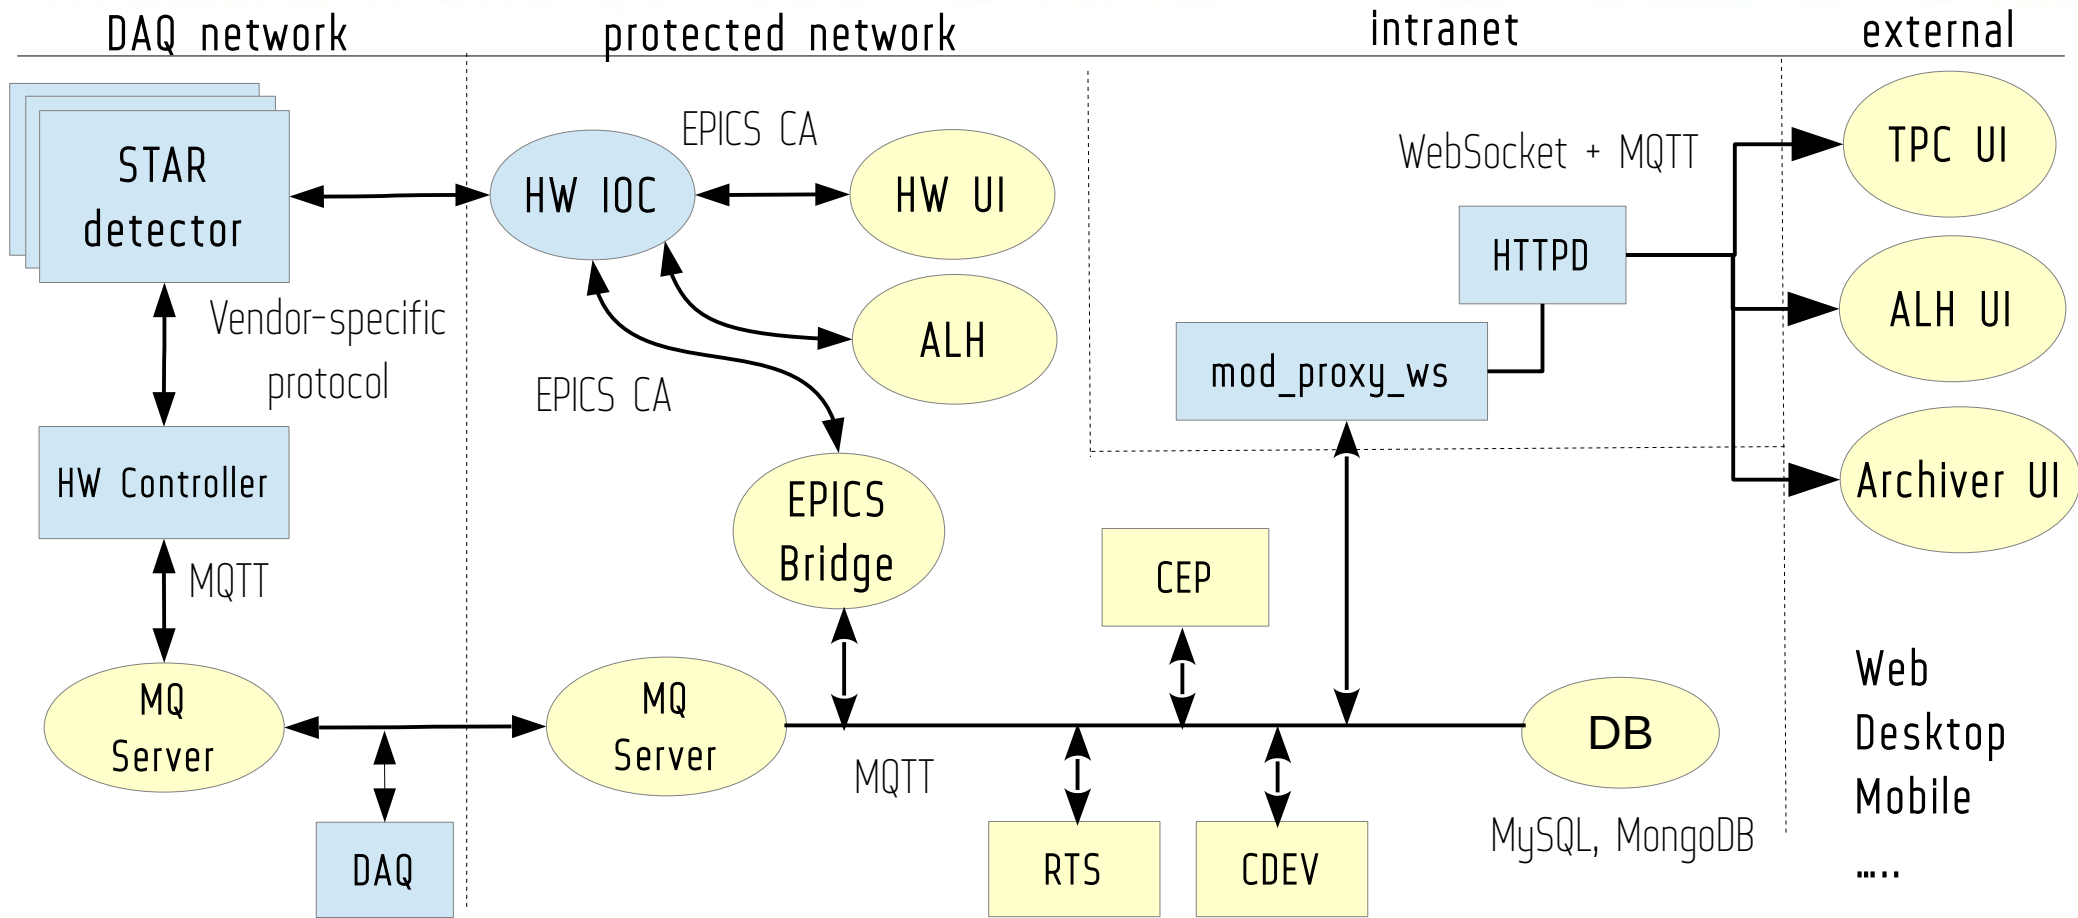 DAQ network
protected network
intranet
external
STAR
detector
Vendor-specific
protocol
HW Controller
MQTT
MQ
Server
DAQ
HW IOC
EPICS CA
HW UI
ALH
EPICS CA
EPICS
Bridge
MQ
Server
MQTT
CEP
RTS
CDEV
DB
MySQL, MongoDB
WebSocket + MQTT
HTTPD
mod_proxy_ws
TPC UI
ALH UI
Archiver UI
Web
Desktop
Mobile
.....